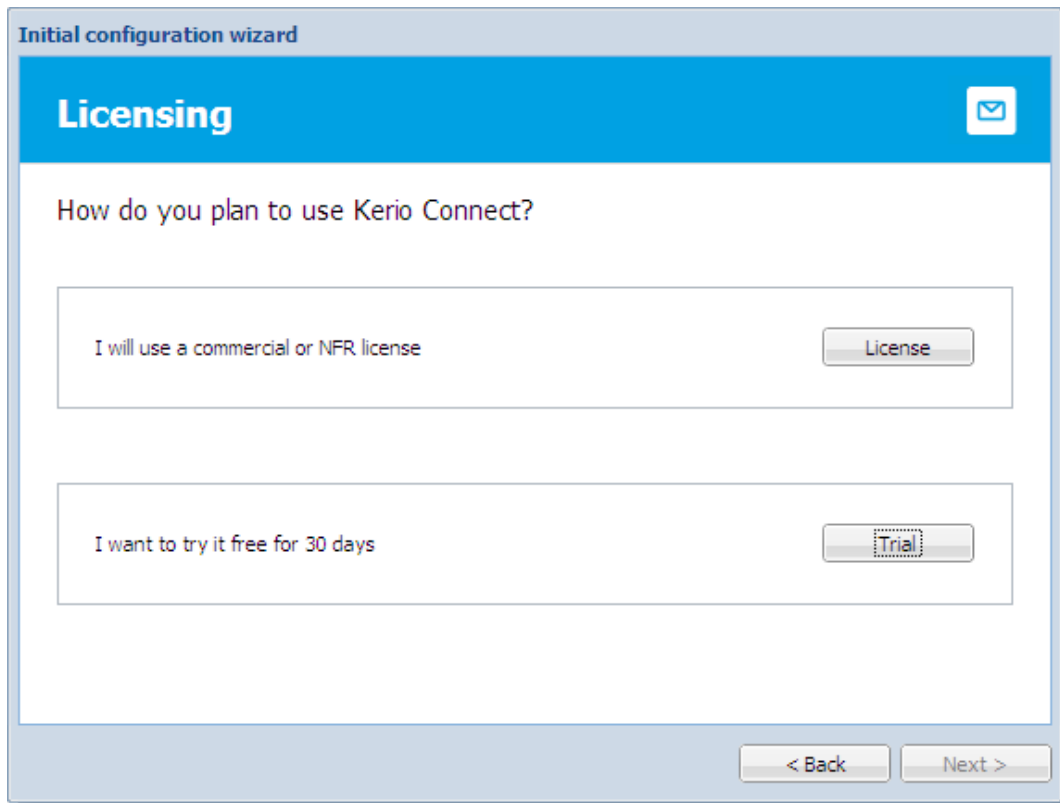 Initial configuration wizard
Licensing
How do you plan to use Kerio Connect?
I will use a commercial or NFR license
License
I want to try it free for 30 days
Trial
< Back
Next >